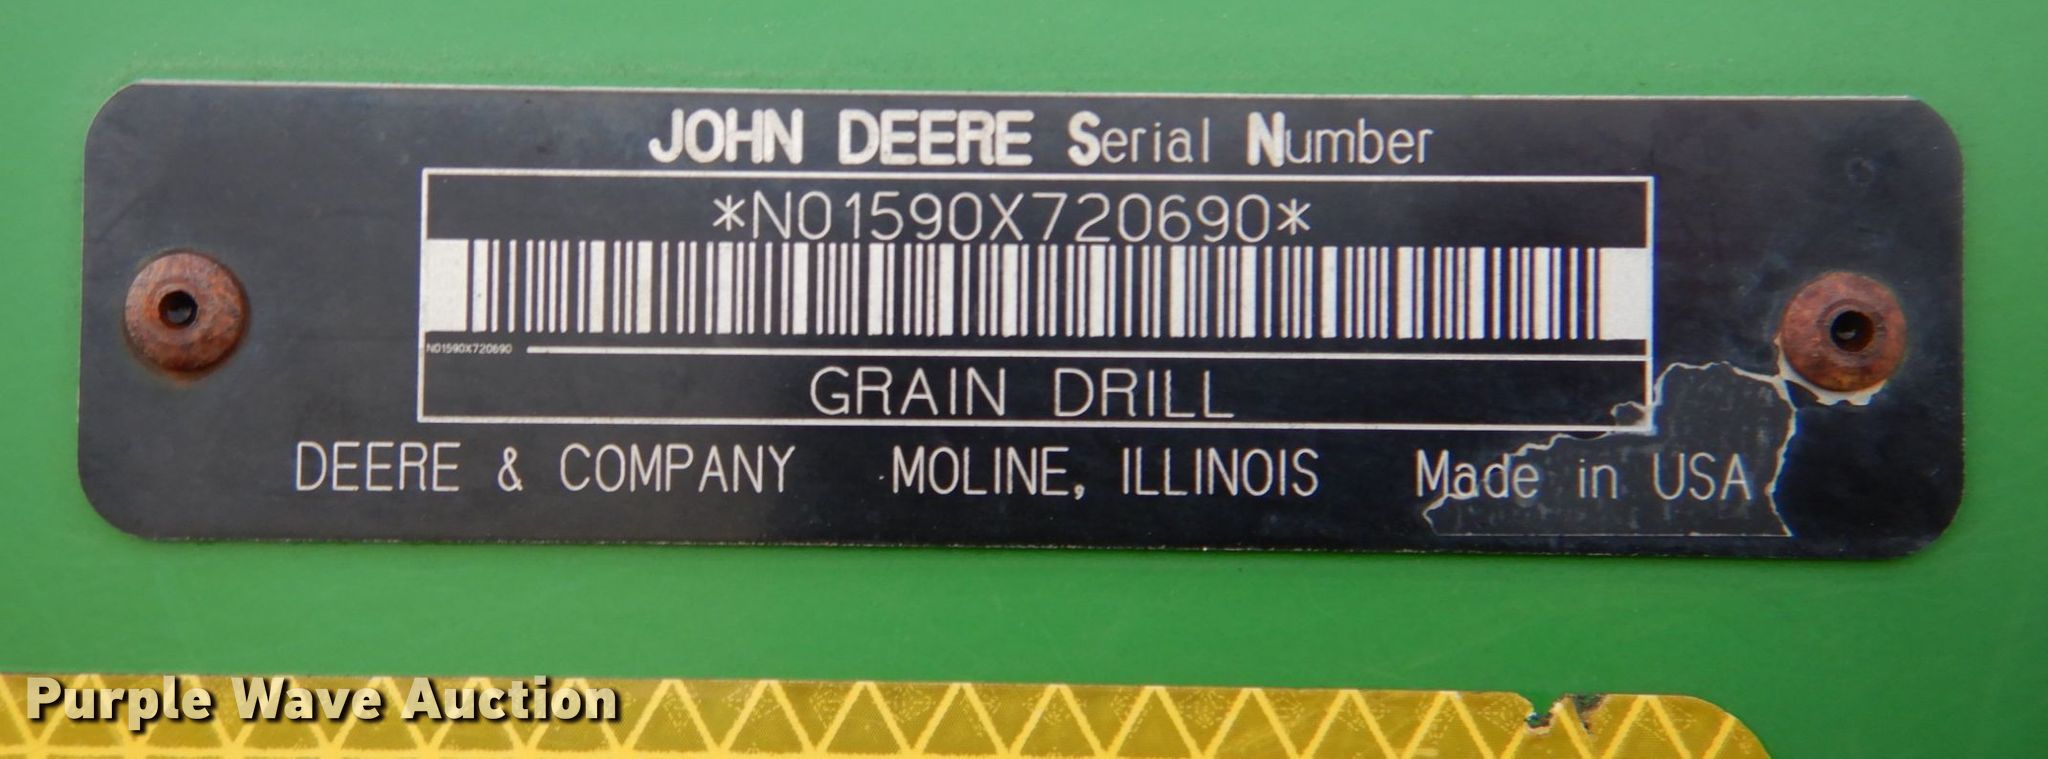 JOHN DEERE Serial Number
*N01590X720690*
N01590X720690
GRAIN DRILL
DEERE & COMPANY MOLINE, ILLINOIS Made in USA
Purple Wave Auction